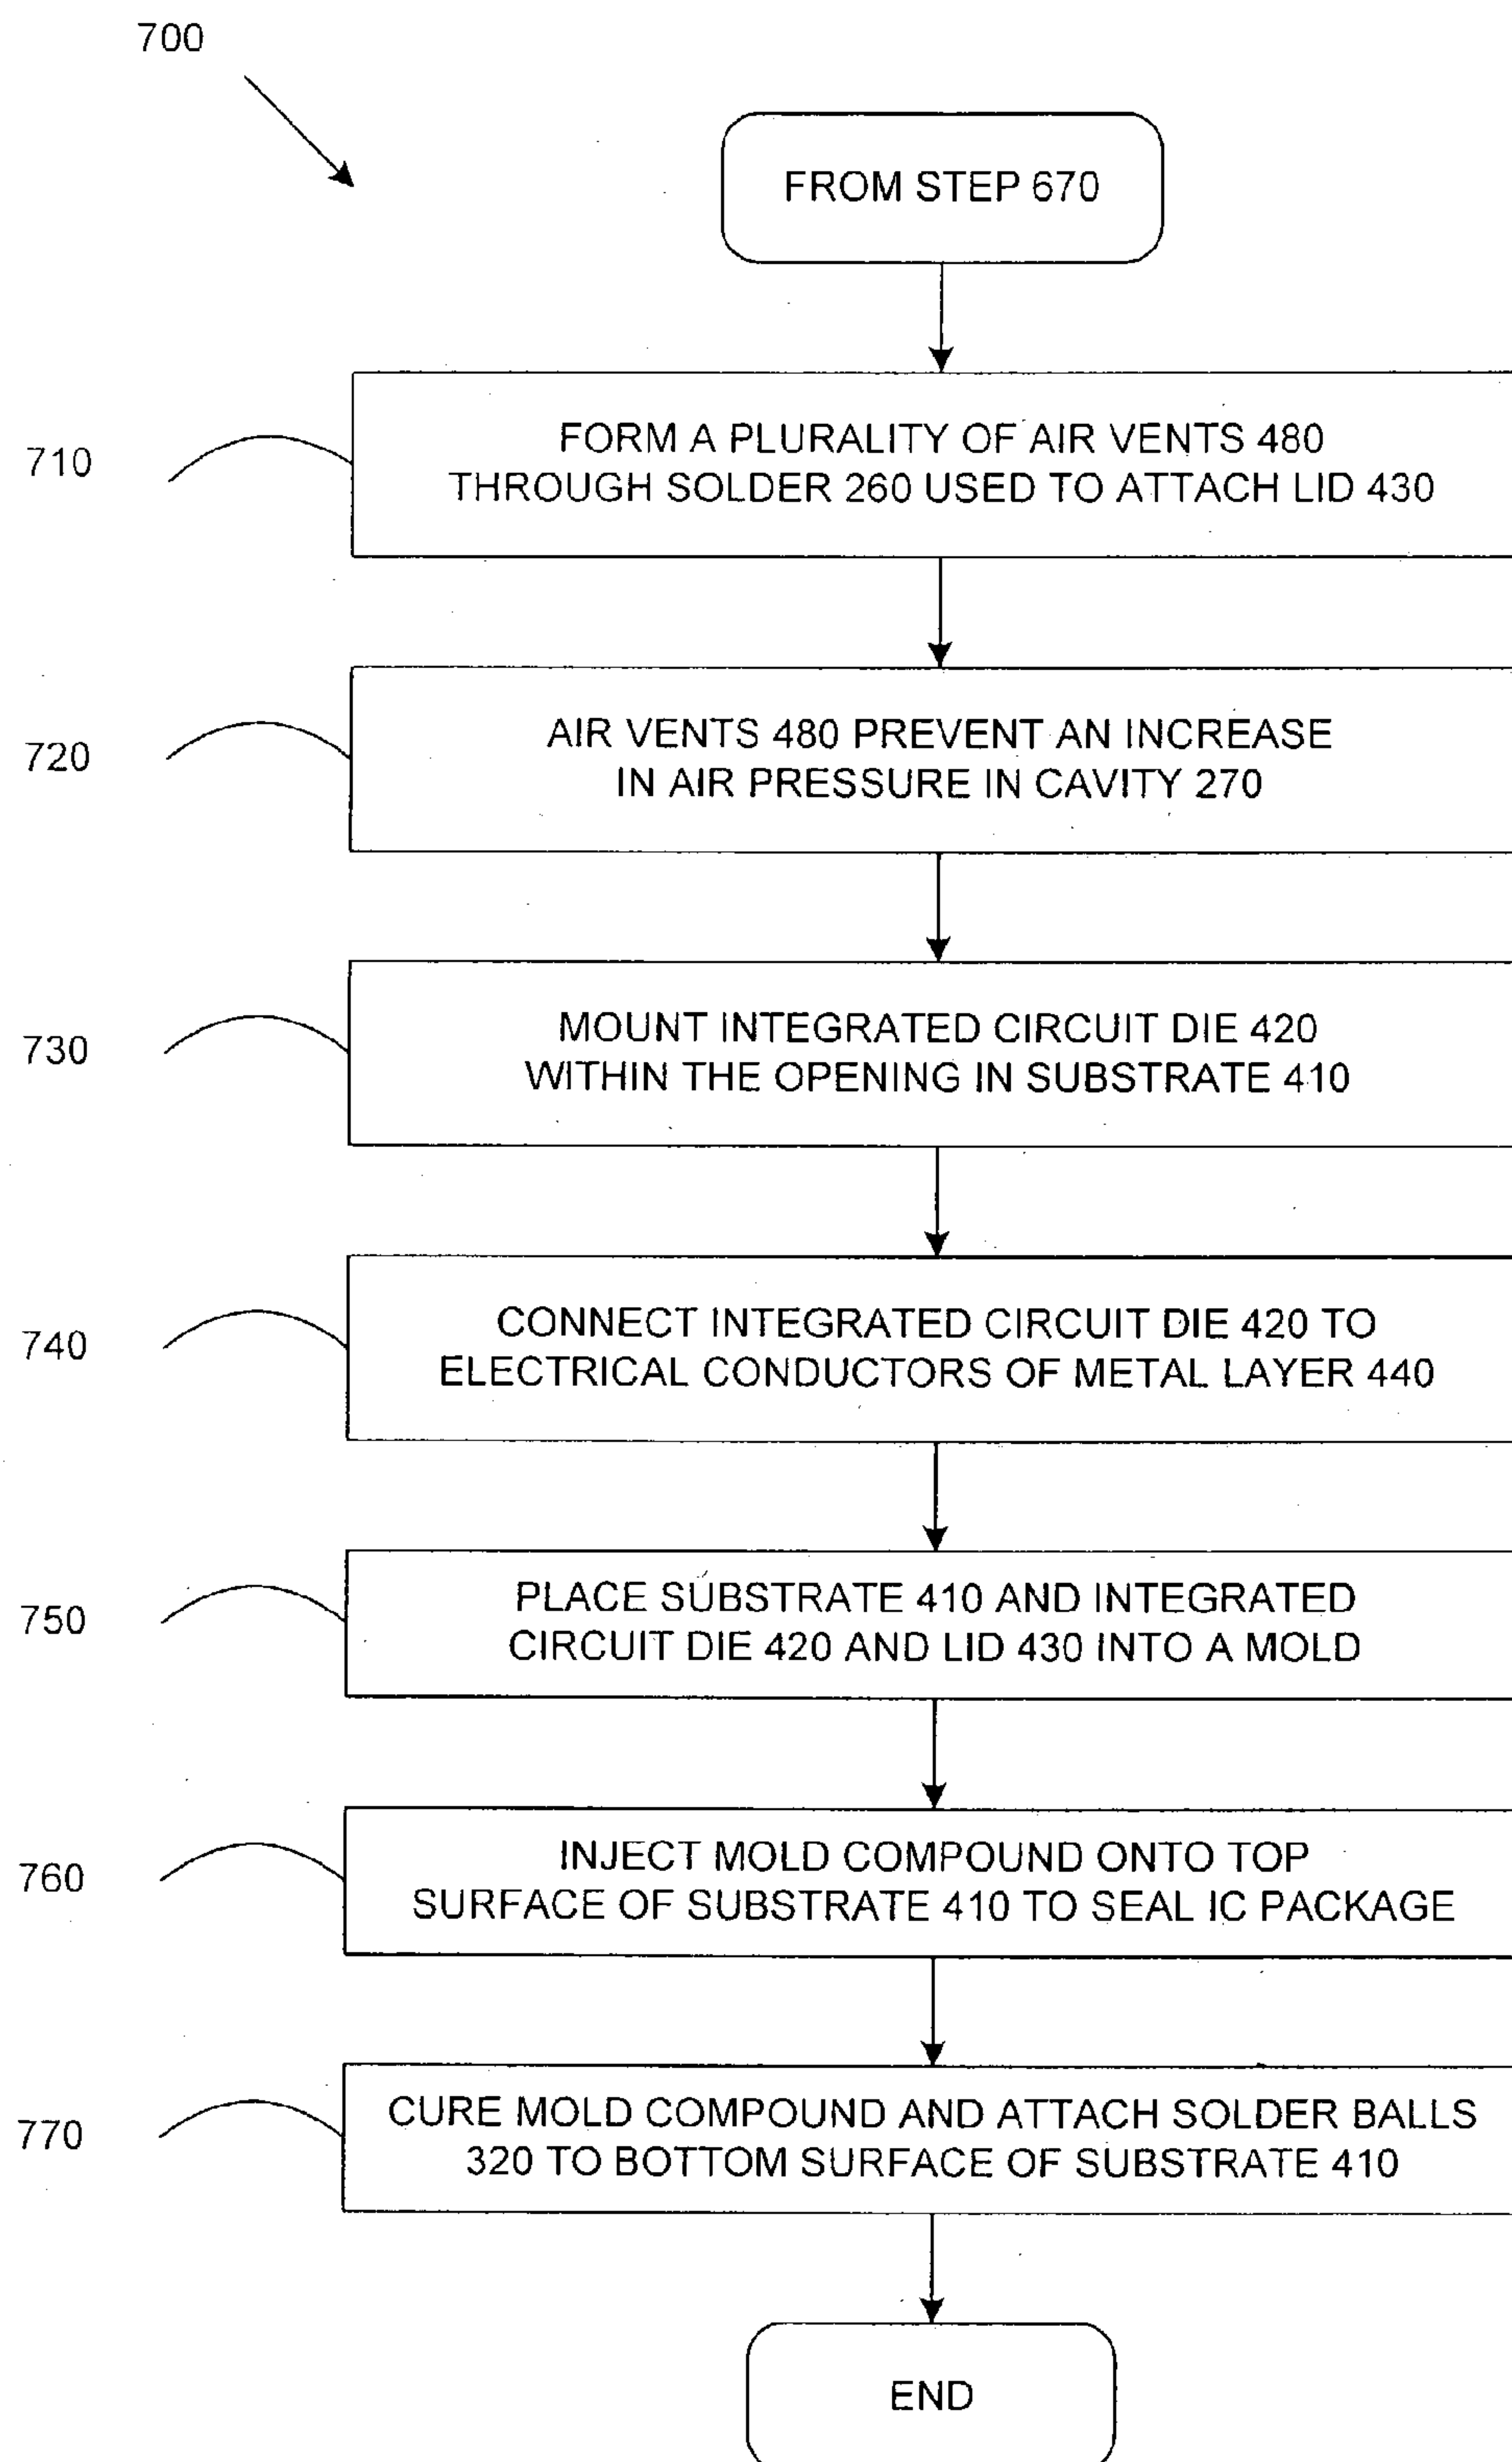 700
FROM STEP 670
710
FORM A PLURALITY OF AIR VENTS 480
THROUGH SOLDER 260 USED TO ATTACH LID 430
720
AIR VENTS 480 PREVENT AN INCREASE
IN AIR PRESSURE IN CAVITY 270
730
MOUNT INTEGRATED CIRCUIT DIE 420
WITHIN THE OPENING IN SUBSTRATE 410
740
CONNECT INTEGRATED CIRCUIT DIE 420 TO
ELECTRICAL CONDUCTORS OF METAL LAYER 440
750
PLACE SUBSTRATE 410 AND INTEGRATED
CIRCUIT DIE 420 AND LID 430 INTO A MOLD
760
INJECT MOLD COMPOUND ONTO TOP
SURFACE OF SUBSTRATE 410 TO SEAL IC PACKAGE
770
CURE MOLD COMPOUND AND ATTACH SOLDER BALLS
320 TO BOTTOM SURFACE OF SUBSTRATE 410
END